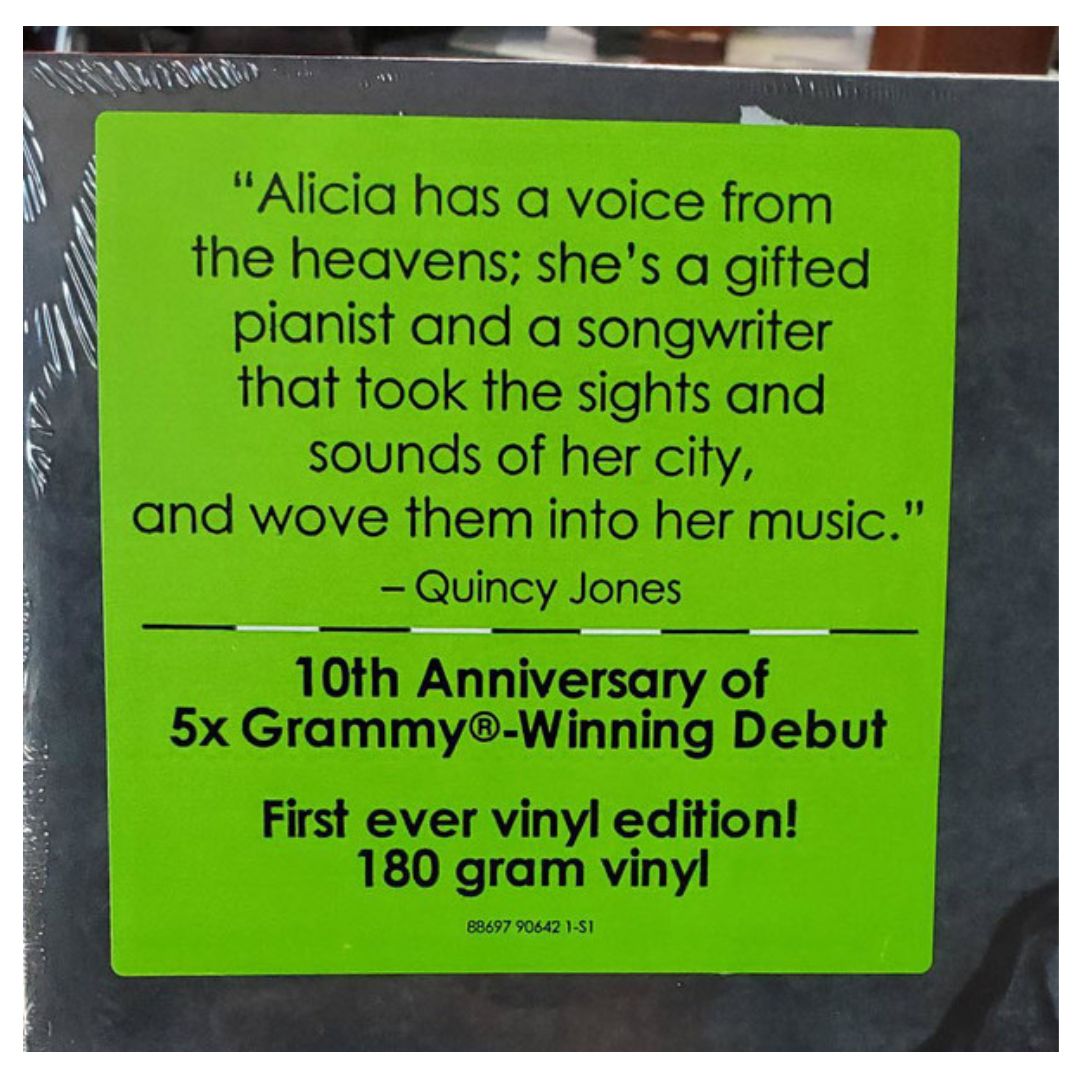 “Alicia has a voice from
the heavens; she’s a gifted
pianist and a songwriter
that took the sights and
sounds of her city,
and wove them into her music.”
– Quincy Jones
10th Anniversary of
5x Grammy®-Winning Debut
First ever vinyl edition!
180 gram vinyl
88697 90642 1-S1